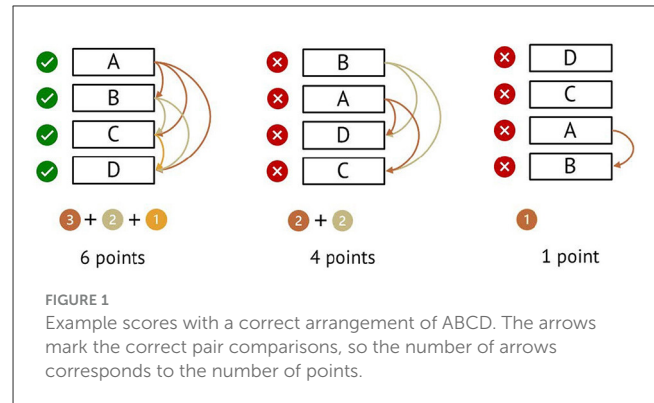 A
B
C
D
3 + 2 + 1
6 points
B
A
D
C
2 + 2
4 points
D
C
A
B
1
1 point
FIGURE 1
Example scores with a correct arrangement of ABCD. The arrows
mark the correct pair comparisons, so the number of arrows
corresponds to the number of points.